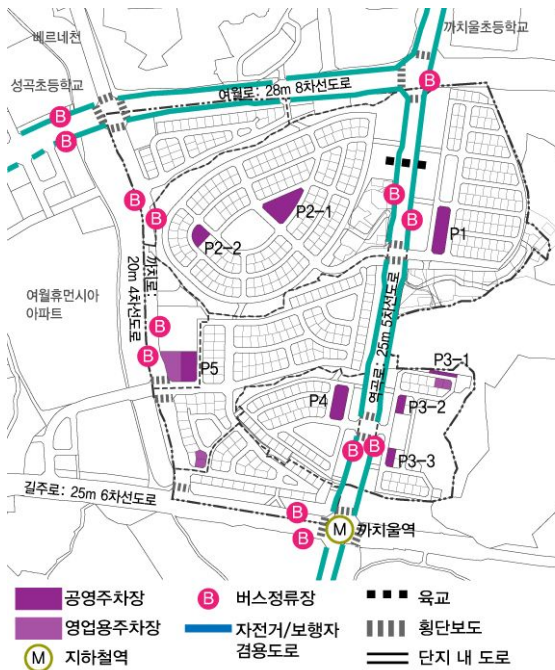 베르네천
까치울초등학교
성곡초등학교
여월로: 28m 8차선도로
B
B
B
B
B
B
B
B
P2-1
P2-2
P1
까치로:
20m 4차선도로
여월휴먼시아
아파트
역곡로: 25m 5차선도로
B
B
P5
P3-1
P4
P3-2
P3-3
B
B
길주로: 25m 6차선도로
B
B
M
까치울역
공영주차장
B
버스정류장
육교
영업용주차장
자전거/보행자
겸용도로
횡단보도
M
지하철역
단지 내 도로